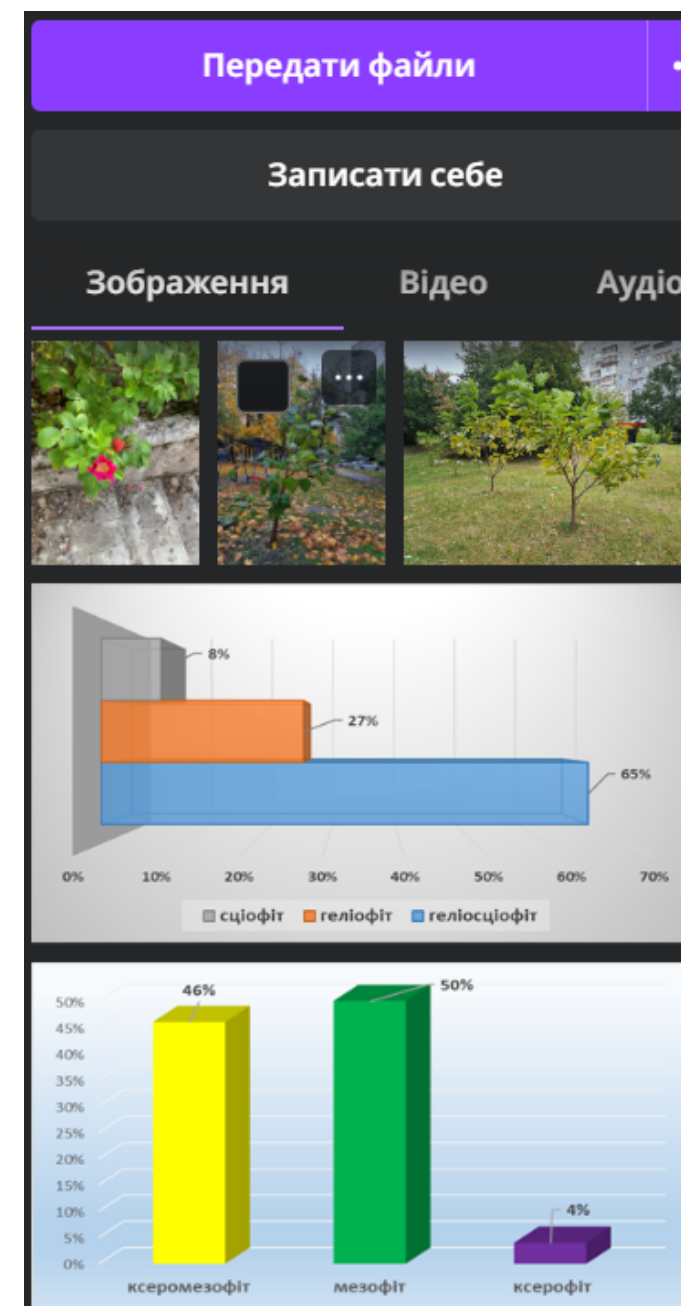 Передати файли
Записати себе
Зображення Відео Аудіо
8%
27%
65%
0% 10% 20% 30% 40% 50% 60% 70%
сціофіт геліофіт геліосціофіт
46% 50%
50%
45%
40%
35%
30%
25%
20%
15%
10%
5%
0%
4%
ксеромезофіт мезофіт ксерофіт